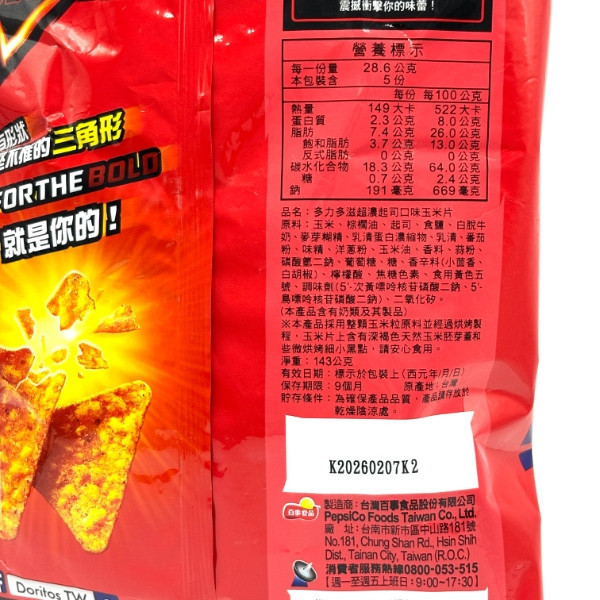 震撼衝擊你的味蕾！
營養標示
每一份量 28.6 公克
本包裝含 5 份
每份 每100公克
熱量 149 大卡 522 大卡
蛋白質 2.3 公克 8.0 公克
脂肪 7.4 公克 26.0 公克
飽和脂肪 3.7 公克 13.0 公克
反式脂肪 0 公克 0 公克
碳水化合物 18.3 公克 64.0 公克
糖 0.7 公克 2.4 公克
鈉 191 毫克 669 毫克
品名：多力多滋超濃起司口味玉米片
原料：玉米、棕櫚油、起司、食鹽、白脫牛
奶、麥芽糊精、乳清蛋白濃縮物、乳清、番茄
粉、味精、洋蔥粉、玉米油、香料、蒜粉、
磷酸氫二鈉、葡萄糖、糖、香辛料(小茴香、
白胡椒)、檸檬酸、焦糖色素、食用黃色五
號、調味劑(5'-次黃嘌呤核苷磷酸二鈉、5'-
鳥嘌呤核苷磷酸二鈉)、二氧化矽。
(本產品含有奶類及其製品)
※本產品採用整顆玉米粒原料並經過烘烤製
程，玉米片上含有深褐色天然玉米胚芽蓋和
些微烘烤細小黑點，請安心食用。
淨重：143公克
有效日期：標示於包裝上(西元年/月/日)
保存期限：9個月 原產地：台灣
貯存條件：為確保產品品質，產品請存放於
乾燥陰涼處。
K20260207K2
百事食品
製造商：台灣百事食品股份有限公司
PepsiCo Foods Taiwan Co., Ltd.
廠 址：台南市新市區中山路181號
No.181, Chung Shan Rd., Hsin Shih
Dist., Tainan City, Taiwan (R.O.C.)
消費者服務熱線0800-053-515
【週一至週五上班日：9:00~17:30】
形狀
的三角形
FOR THE BOLD
就是你的！
Doritos TW